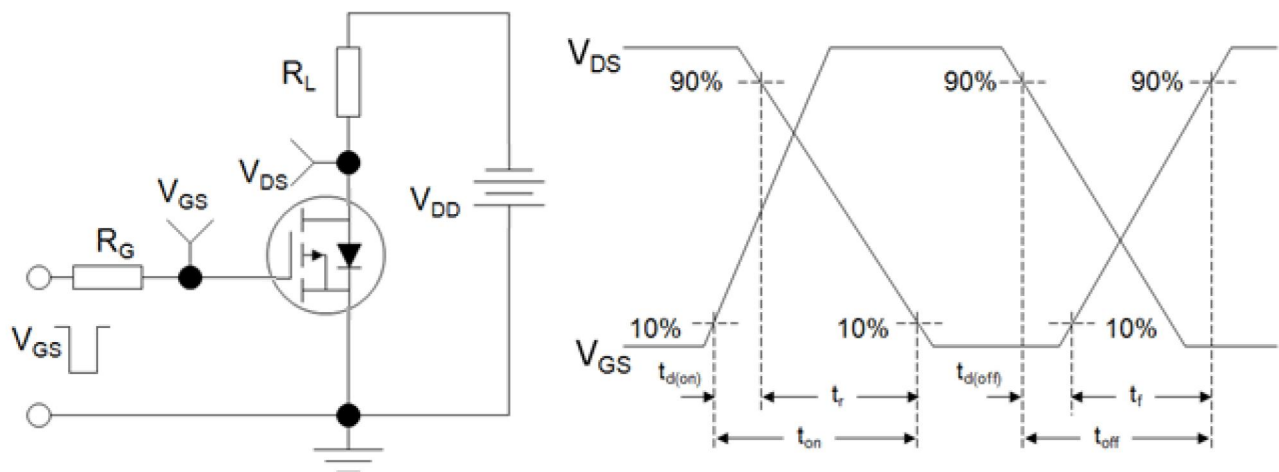 R_L
V_DS
V_GS
V_DD
R_G
V_GS
V_DS
90%
90%
90%
10%
10%
10%
V_GS
t_d(on)
t_r
t_d(off)
t_f
t_on
t_off